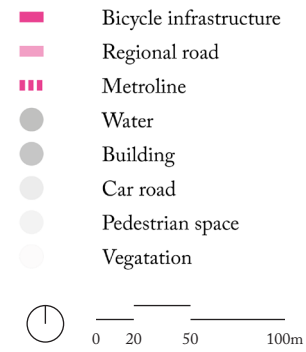 Bicycle infrastructure
Regional road
Metroline
Water
Building
Car road
Pedestrian space
Vegatation
0 20 50 100m